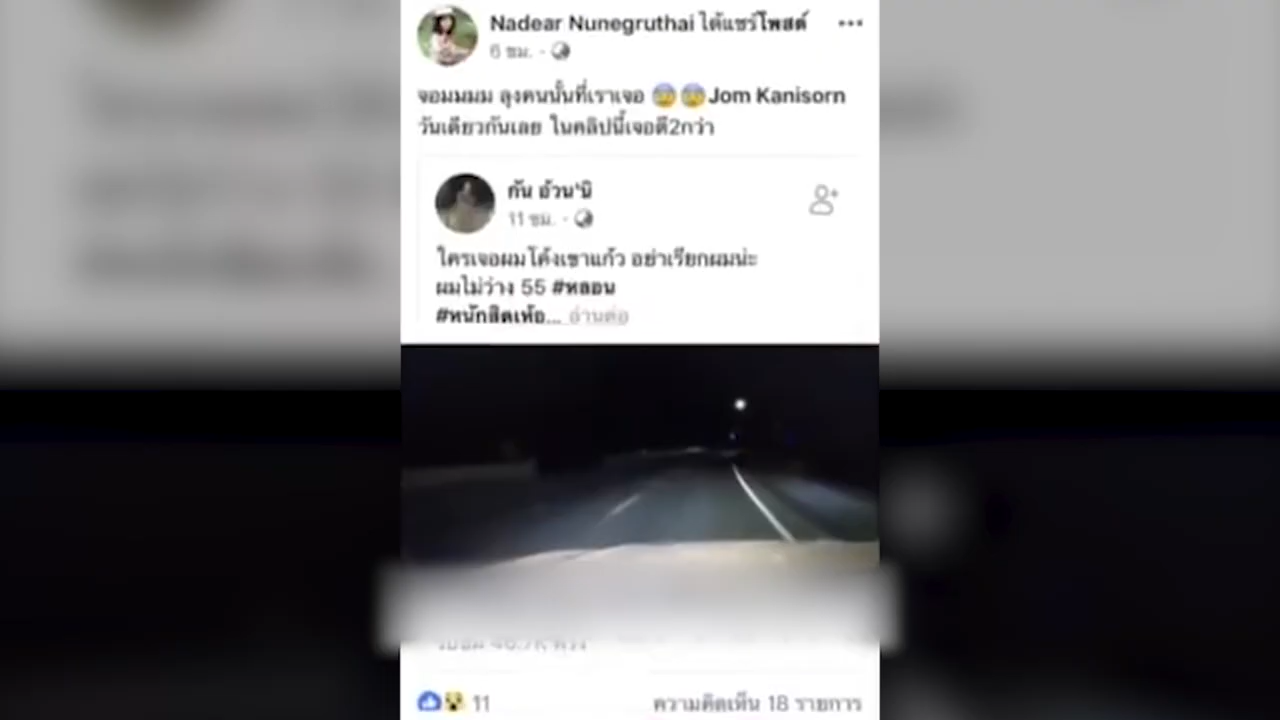 Nadear Nunegruthai ได้แชร์โพสต์
6 ชม.
จอมมมม ลุงคนนั้นที่เราเจอ 😰😰Jom Kanisorn
วันเดียวกันเลย ในคลิปนี้เจอตี2กว่า
กัน อ้วน'นิ
11 ชม.
ใครเจอผมโค้งเขาแก้ว อย่าเรียกผมน่ะ
ผมไม่ว่าง 55 #หลอน
#หนักสิดเห้อ... อ่านต่อ
11
ความคิดเห็น 18 รายการ